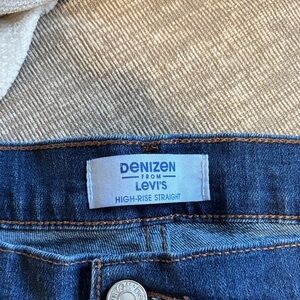 DENIZEN
FROM
LEVI'S
HIGH-RISE STRAIGHT